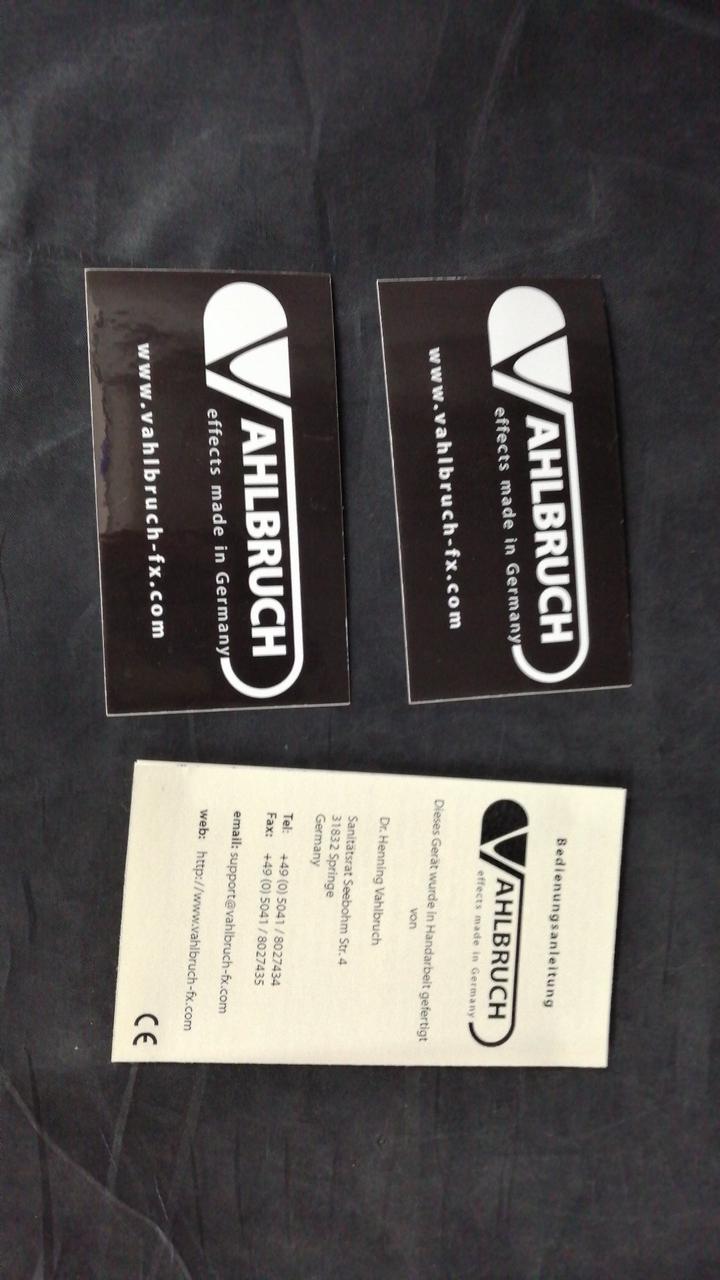 VAHLBRUCH
effects made in Germany
www.vahlbruch-fx.com
VAHLBRUCH
effects made in Germany
www.vahlbruch-fx.com
Bedienungsanleitung
VAHLBRUCH
effects made in Germany
Dieses Gerät wurde in Handarbeit gefertigt
von
Dr. Henning Vahlbruch
Sanitätsrat Seebohm Str. 4
31832 Springe
Germany
Tel: +49 (0) 5041 / 8027434
Fax: +49 (0) 5041 / 8027435
email: support@vahlbruch-fx.com
web: http://www.vahlbruch-fx.com
CE